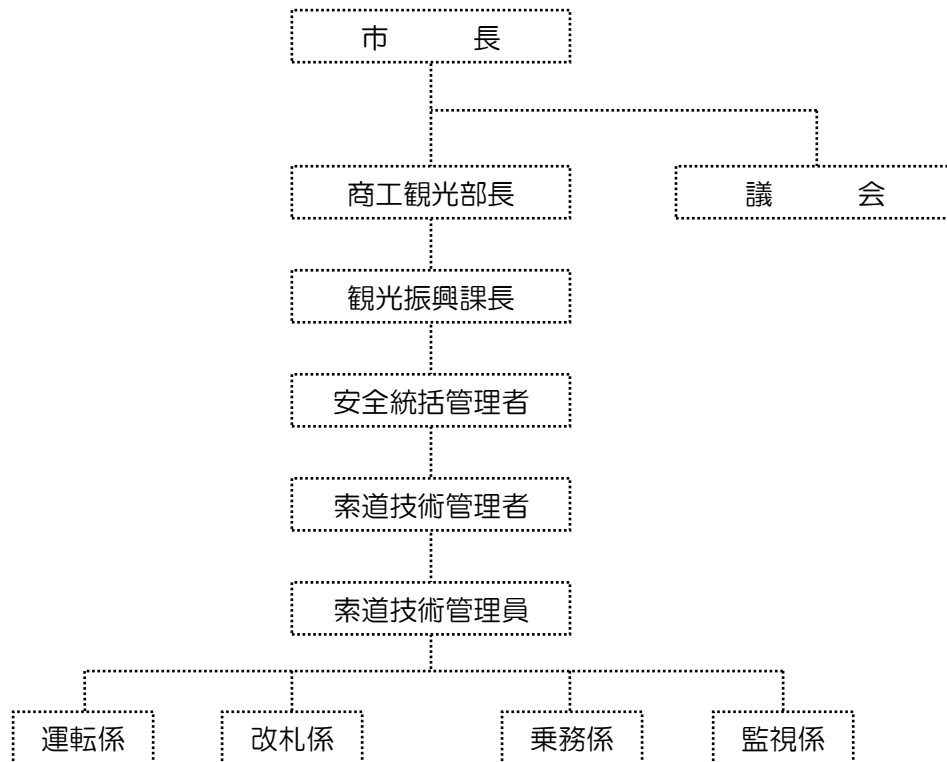 市　　　長
商工観光部長
議　　　会
観光振興課長
安全統括管理者
索道技術管理者
索道技術管理員
運転係
改札係
乗務係
監視係